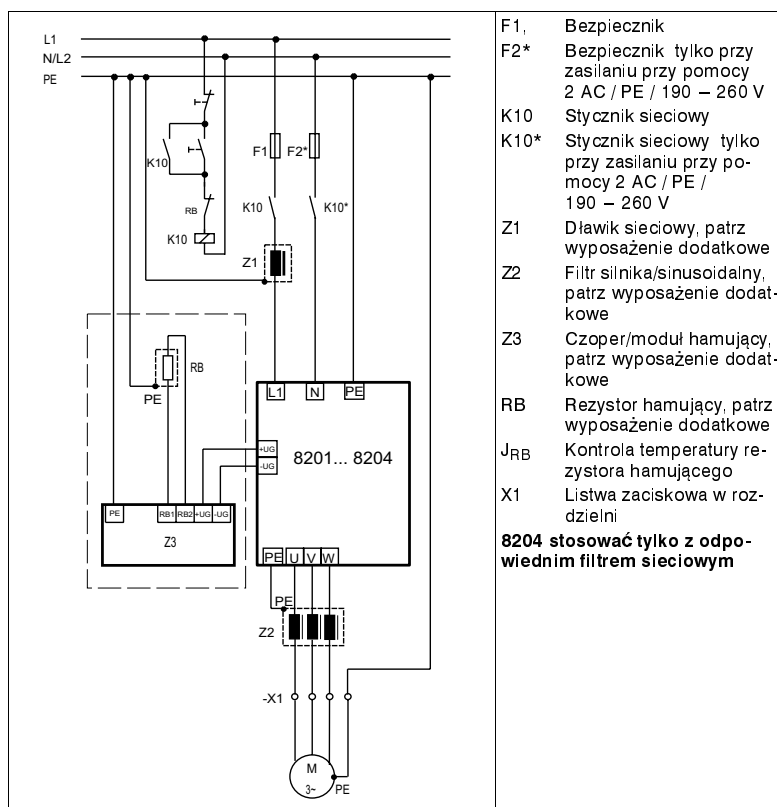 L1
N/L2
PE
K10
RB
K10
F1
F2*
K10
K10*
Z1
RB
PE
L1 N PE
+UG
-UG
8201... 8204
PE RB1 RB2 +UG -UG
Z3
PE U V W
PE
Z2
-X1
M
3~
PE
F1, Bezpiecznik
F2* Bezpiecznik tylko przy
zasilaniu przy pomocy
2 AC / PE / 190 – 260 V
K10 Stycznik sieciowy
K10* Stycznik sieciowy tylko
przy zasilaniu przy po-
mocy 2 AC / PE /
190 – 260 V
Z1 Dławik sieciowy, patrz
wyposażenie dodatkowe
Z2 Filtr silnika/sinusoidalny,
patrz wyposażenie dodat-
kowe
Z3 Czoper/moduł hamujący,
patrz wyposażenie dodat-
kowe
RB Rezystor hamujący, patrz
wyposażenie dodatkowe
JRB Kontrola temperatury re-
zystora hamującego
X1 Listwa zaciskowa w roz-
dzielni
8204 stosować tylko z odpo-
wiednim filtrem sieciowym